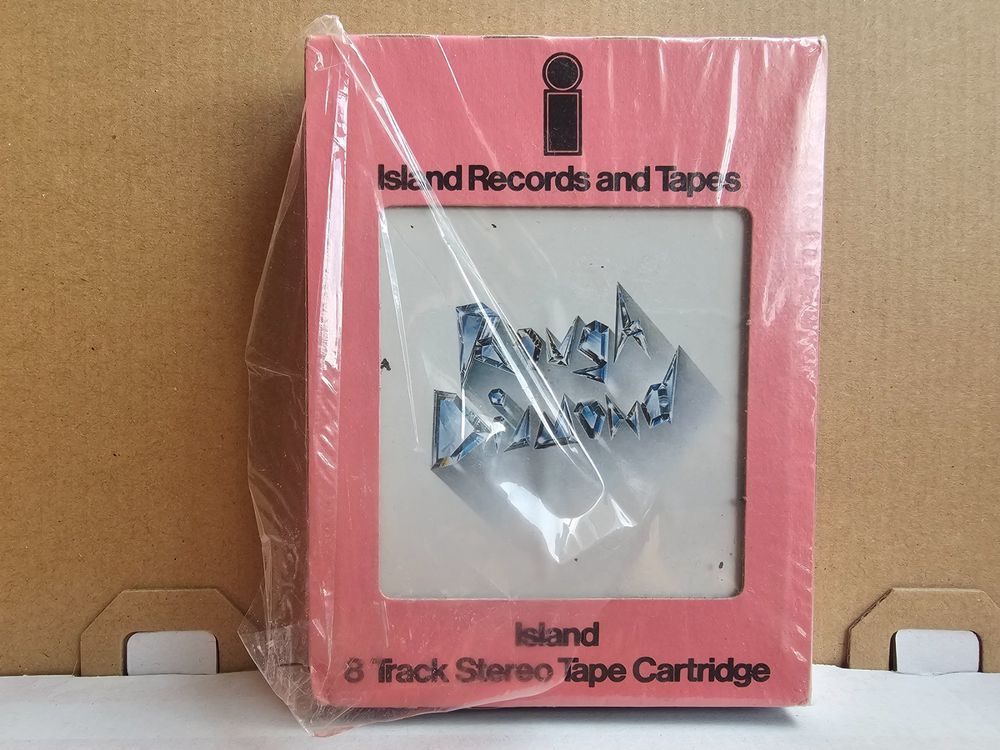 Island Records and Tapes
Rough
Diamond
Island
8 Track Stereo Tape Cartridge